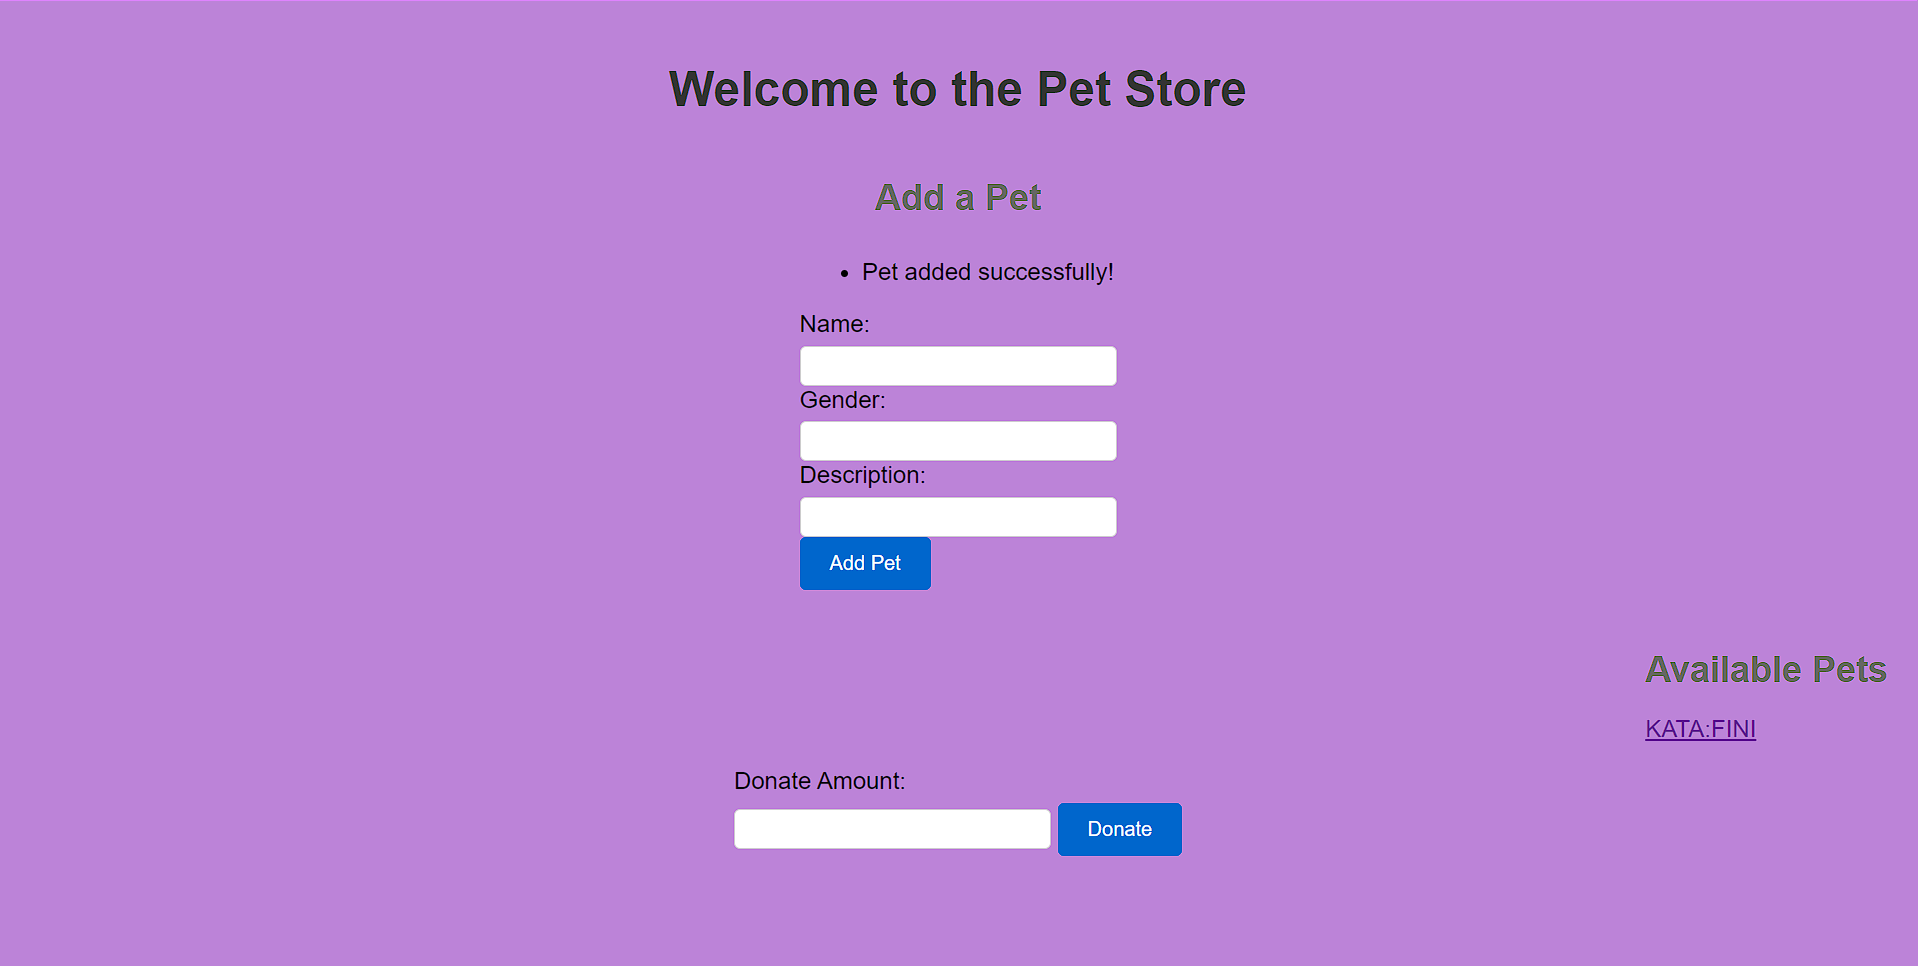 Welcome to the Pet Store
Add a Pet
• Pet added successfully!
Name:
Gender:
Description:
Add Pet
Available Pets
KATA:FINI
Donate Amount:
Donate